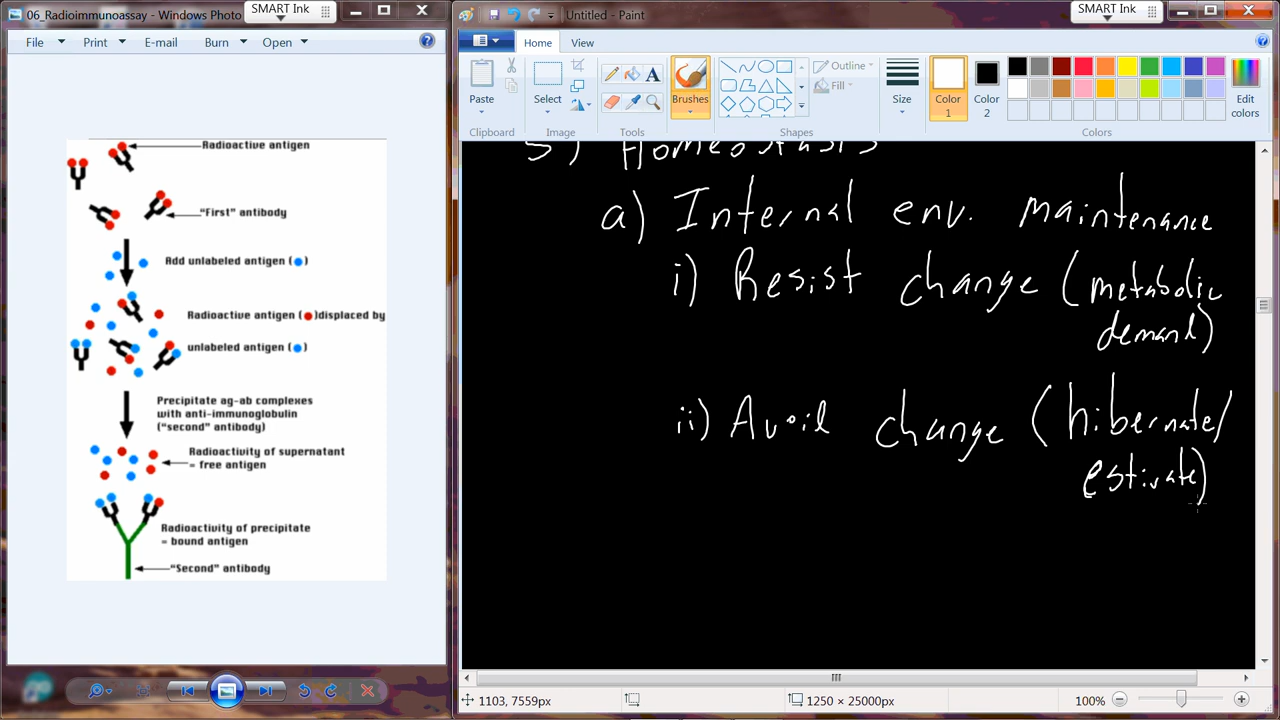 06_Radioimmunoassay - Windows Photo
SMART Ink
File
Print
E-mail
Burn
Open
Radioactive antigen
"First" antibody
Add unlabeled antigen ( )
Radioactive antigen ( )displaced by
unlabeled antigen ( )
Precipitate ag-ab complexes
with anti-immunoglobulin
("second" antibody)
Radioactivity of supernatant
= free antigen
Radioactivity of precipitate
= bound antigen
"Second" antibody
Untitled - Paint
SMART Ink
Home
View
Paste
Select
Brushes
Outline
Fill
Size
Color
1
Color
2
Edit
colors
Clipboard
Image
Tools
Shapes
Colors
5) Homeostasis
a) Internal env. maintenance
i) Resist change (metabolic
demand)
ii) Avoid change (hibernate/
estivate)
1103, 7559px
1250 × 25000px
100%